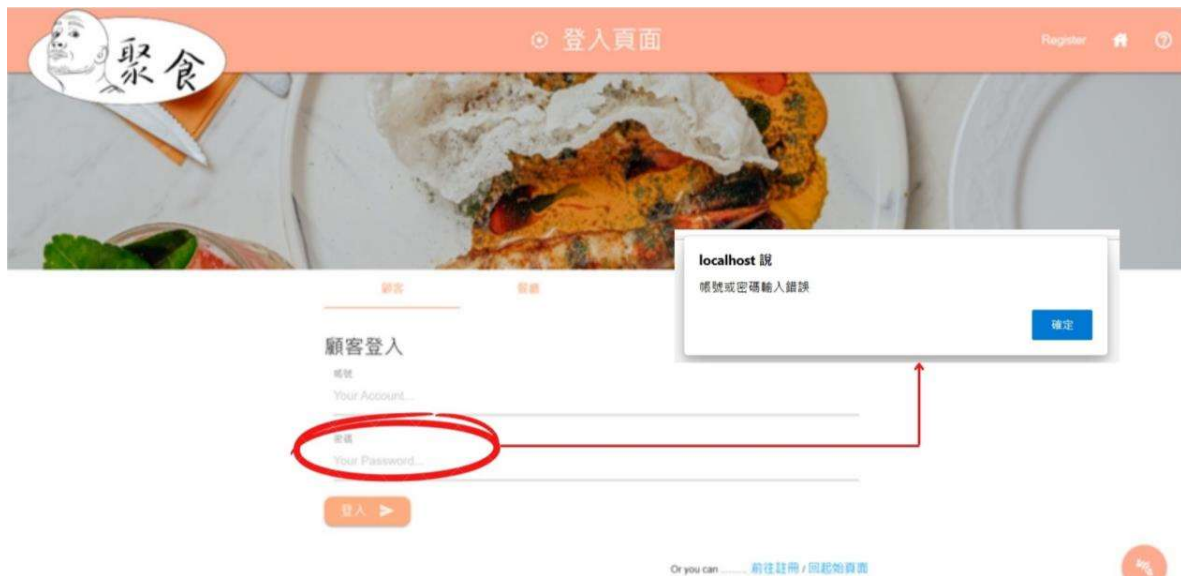 聚食
登入頁面
Register
localhost 說
帳號或密碼輸入錯誤
確定
顧客
餐廳
顧客登入
帳號
Your Account...
密碼
Your Password...
登入
Or you can ......... 前往註冊 / 回起始頁面